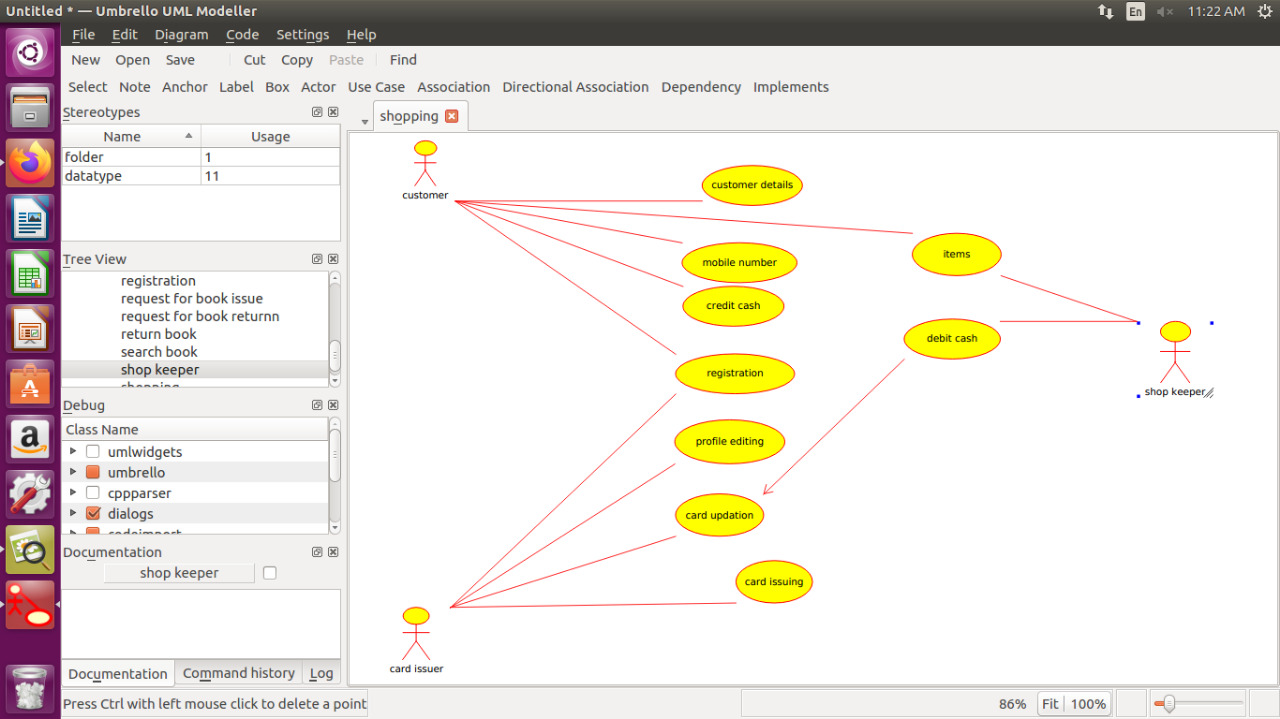 Untitled * — Umbrello UML Modeller
En
11:22 AM
File Edit Diagram Code Settings Help
New Open Save Cut Copy Paste Find
Select Note Anchor Label Box Actor Use Case Association Directional Association Dependency Implements
Stereotypes
Name Usage
folder 1
datatype 11
Tree View
registration
request for book issue
request for book returnn
return book
search book
shop keeper
shopping
Debug
Class Name
umlwidgets
umbrello
cppparser
dialogs
codeimport
Documentation
shop keeper
Documentation Command history Log
Press Ctrl with left mouse click to delete a point
shopping
customer
customer details
items
mobile number
credit cash
debit cash
shop keeper
registration
profile editing
card updation
card issuing
card issuer
86% Fit 100%